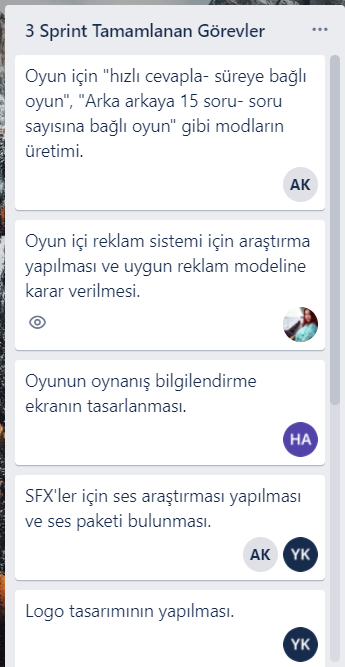 3 Sprint Tamamlanan Görevler
Oyun için "hızlı cevapla- süreye bağlı
oyun", "Arka arkaya 15 soru- soru
sayısına bağlı oyun" gibi modların
üretimi.
AK
Oyun içi reklam sistemi için araştırma
yapılması ve uygun reklam modeline
karar verilmesi.
Oyunun oynanış bilgilendirme
ekranın tasarlanması.
HA
SFX'ler için ses araştırması yapılması
ve ses paketi bulunması.
AK YK
Logo tasarımının yapılması.
YK